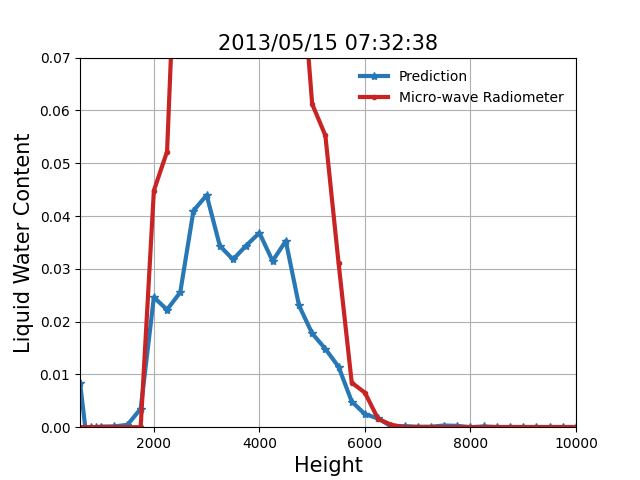 2013/05/15 07:32:38
Prediction
Micro-wave Radiometer
Liquid Water Content
0.07
0.06
0.05
0.04
0.03
0.02
0.01
0.00
2000 4000 6000 8000 10000
Height